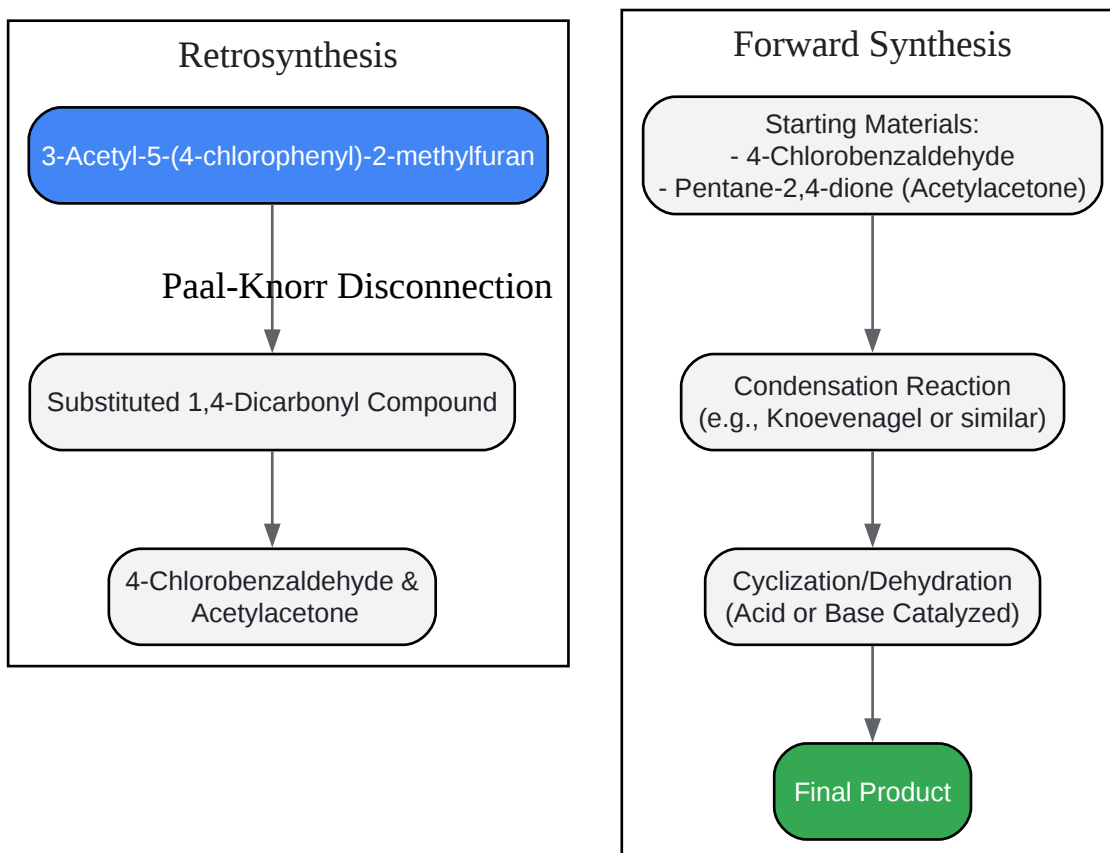 Retrosynthesis
3-Acetyl-5-(4-chlorophenyl)-2-methylfuran
Paal-Knorr Disconnection
Substituted 1,4-Dicarbonyl Compound
4-Chlorobenzaldehyde &
Acetylacetone
Forward Synthesis
Starting Materials:
- 4-Chlorobenzaldehyde
- Pentane-2,4-dione (Acetylacetone)
Condensation Reaction
(e.g., Knoevenagel or similar)
Cyclization/Dehydration
(Acid or Base Catalyzed)
Final Product